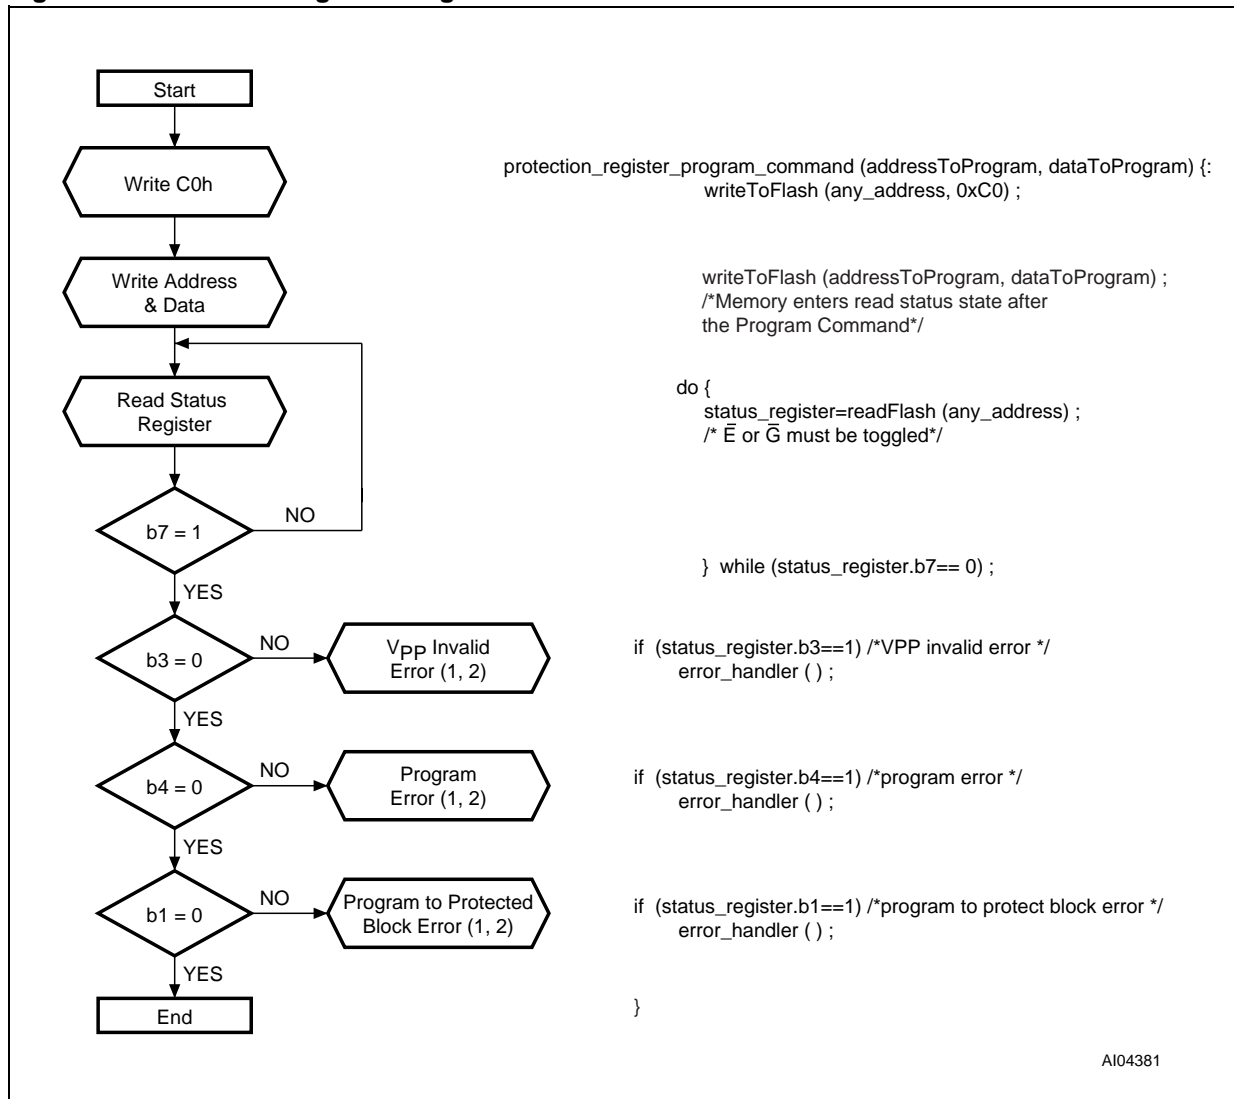 Start
Write C0h
protection_register_program_command (addressToProgram, dataToProgram) {:
writeToFlash (any_address, 0xC0) ;
Write Address
& Data
writeToFlash (addressToProgram, dataToProgram) ;
/*Memory enters read status state after
the Program Command*/
Read Status
Register
do {
status_register=readFlash (any_address) ;
/* E̅ or G̅ must be toggled*/
b7 = 1
NO
} while (status_register.b7== 0) ;
YES
b3 = 0
NO
VPP Invalid
Error (1, 2)
if (status_register.b3==1) /*VPP invalid error */
error_handler ( ) ;
YES
b4 = 0
NO
Program
Error (1, 2)
if (status_register.b4==1) /*program error */
error_handler ( ) ;
YES
b1 = 0
NO
Program to Protected
Block Error (1, 2)
if (status_register.b1==1) /*program to protect block error */
error_handler ( ) ;
YES
End
}
AI04381